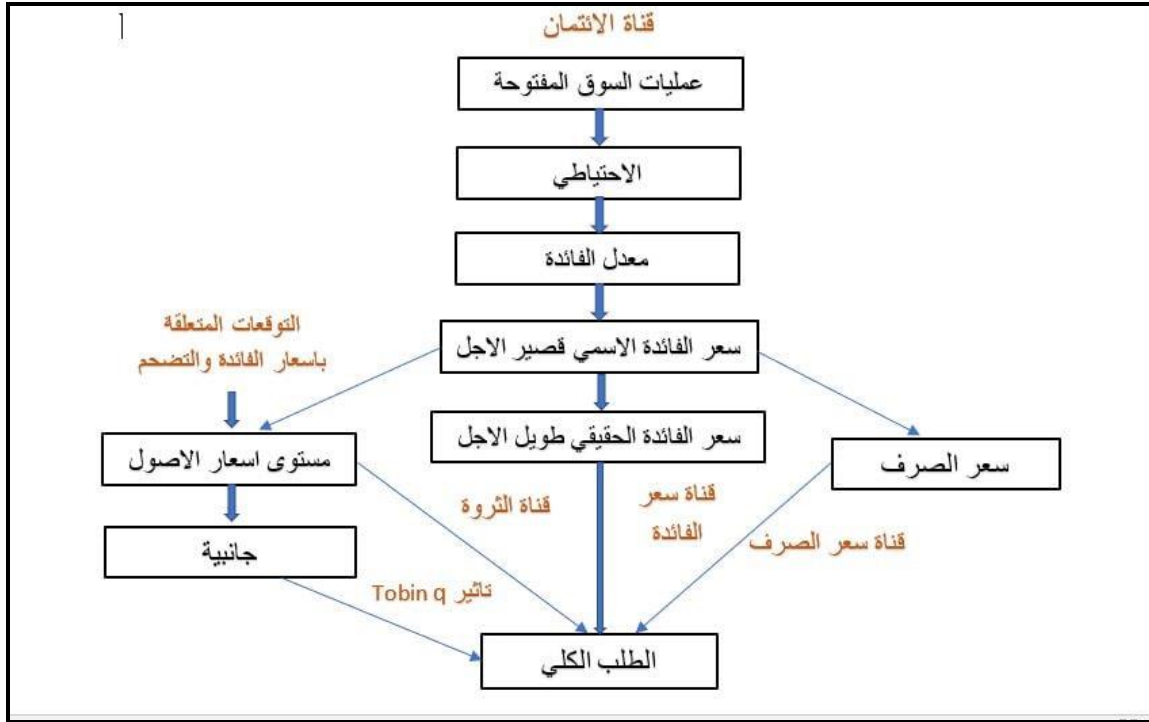 قناة الائتمان
عمليات السوق المفتوحة
الاحتياطي
معدل الفائدة
التوقعات المتعلقة
باسعار الفائدة والتضحم
سعر الفائدة الاسمي قصير الاجل
سعر الفائدة الحقيقي طويل الاجل
مستوى اسعار الاصول
سعر الصرف
قناة الثروة
قناة سعر
الفائدة
قناة سعر الصرف
جانبية
تاثير Tobin q
الطلب الكلي